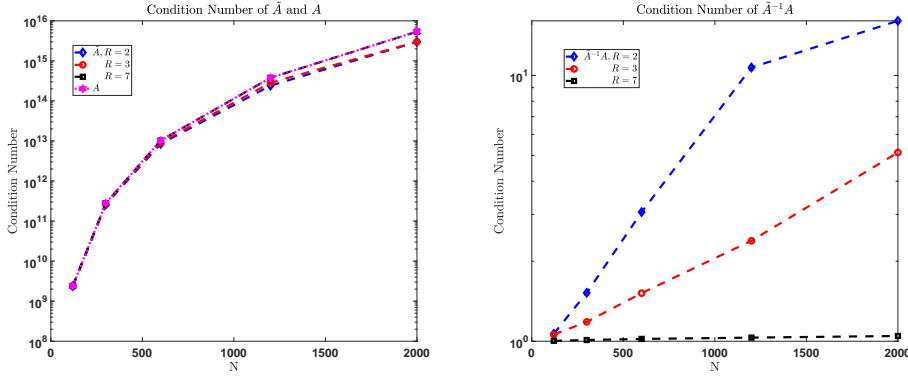 Condition Number of Ã and A
Condition Number
10^16
10^15
10^14
10^13
10^12
10^11
10^10
10^9
10^8
Ã, R = 2
R = 3
R = 7
A
0
500
1000
1500
2000
N
Condition Number of Ã^{-1}A
Condition Number
10^1
10^0
Ã^{-1}A, R = 2
R = 3
R = 7
0
500
1000
1500
2000
N